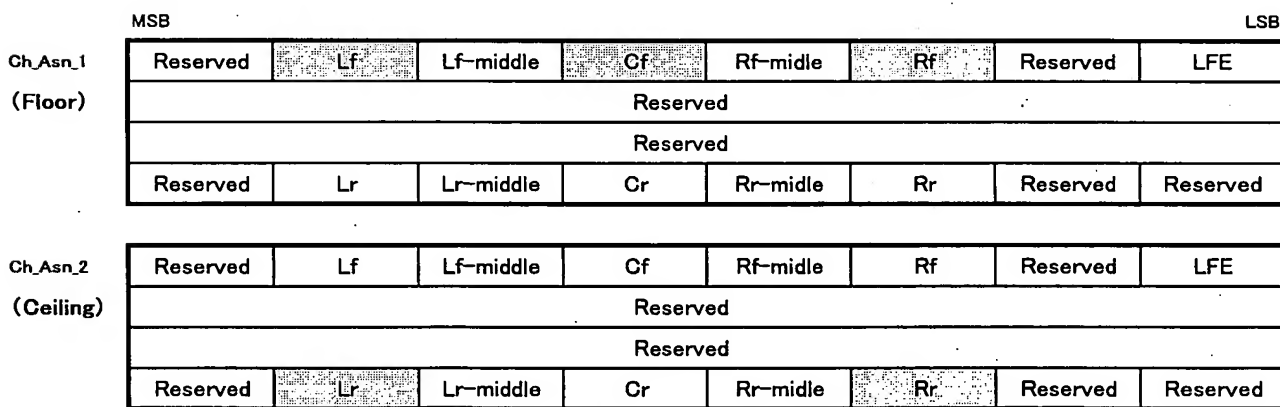 MSB LSB
Ch_Asn_1 Reserved Lf Lf-middle Cf Rf-midle Rf Reserved LFE
(Floor) Reserved
Reserved
Reserved Lr Lr-middle Cr Rr-midle Rr Reserved Reserved
Ch_Asn_2 Reserved Lf Lf-middle Cf Rf-midle Rf Reserved LFE
(Ceiling) Reserved
Reserved
Reserved Lr Lr-middle Cr Rr-midle Rr Reserved Reserved